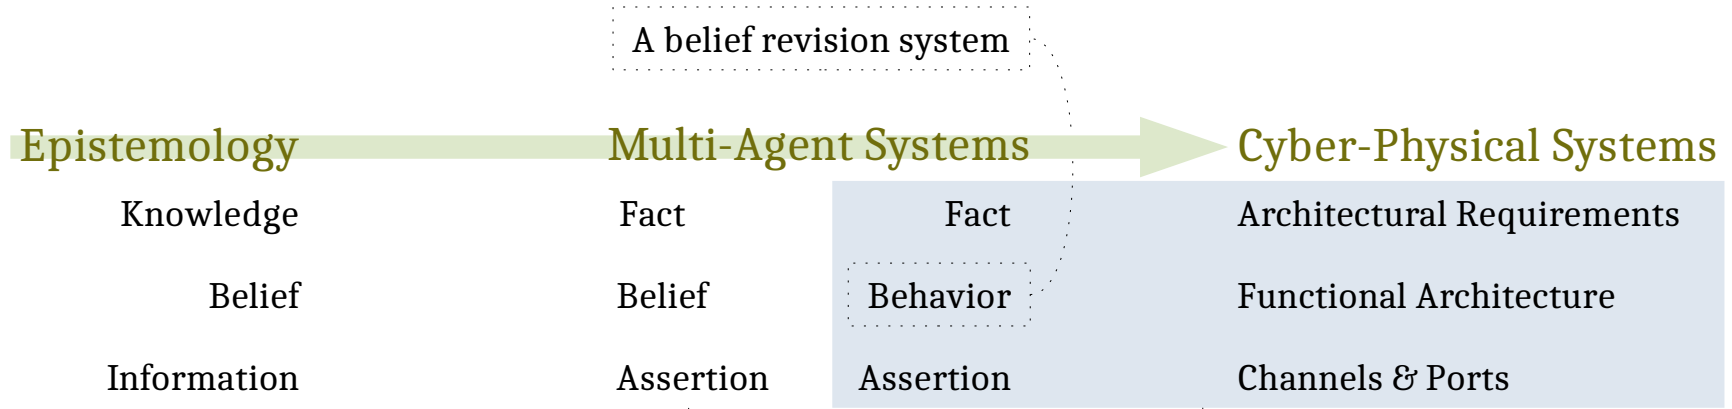 A belief revision system
Epistemology Multi-Agent Systems Cyber-Physical Systems
Knowledge Fact Fact Architectural Requirements
Belief Belief Behavior Functional Architecture
Information Assertion Assertion Channels & Ports